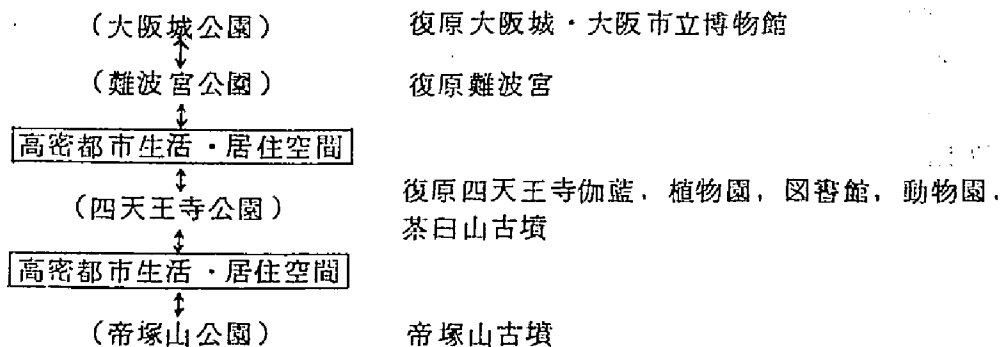 （大阪城公園）　復原大阪城・大阪市立博物館
（難波宮公園）　復原難波宮
高密都市生活・居住空間
（四天王寺公園）　復原四天王寺伽藍，植物園，図書館，動物園，
茶臼山古墳
高密都市生活・居住空間
（帝塚山公園）　帝塚山古墳